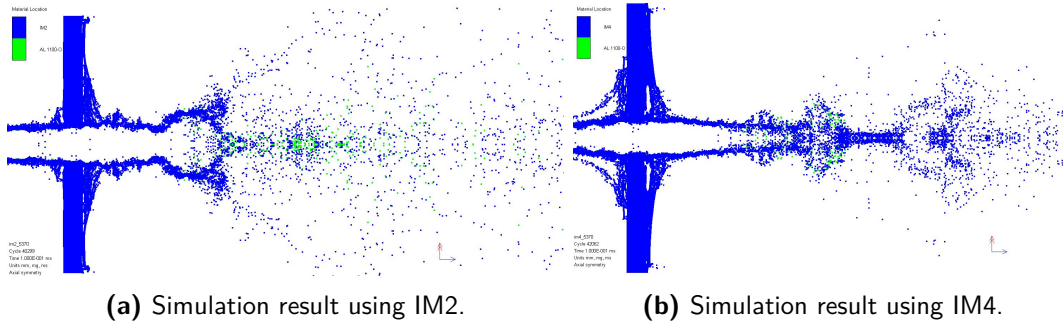 Material Location
IM2
AL 1100-O
im2_5370
Cycle 40299
Time 1.000E-001 ms
Units mm, mg, ms
Axial symmetry
(a) Simulation result using IM2.
Material Location
IM4
AL 1100-O
im4_5370
Cycle 42082
Time 1.000E-001 ms
Units mm, mg, ms
Axial symmetry
(b) Simulation result using IM4.